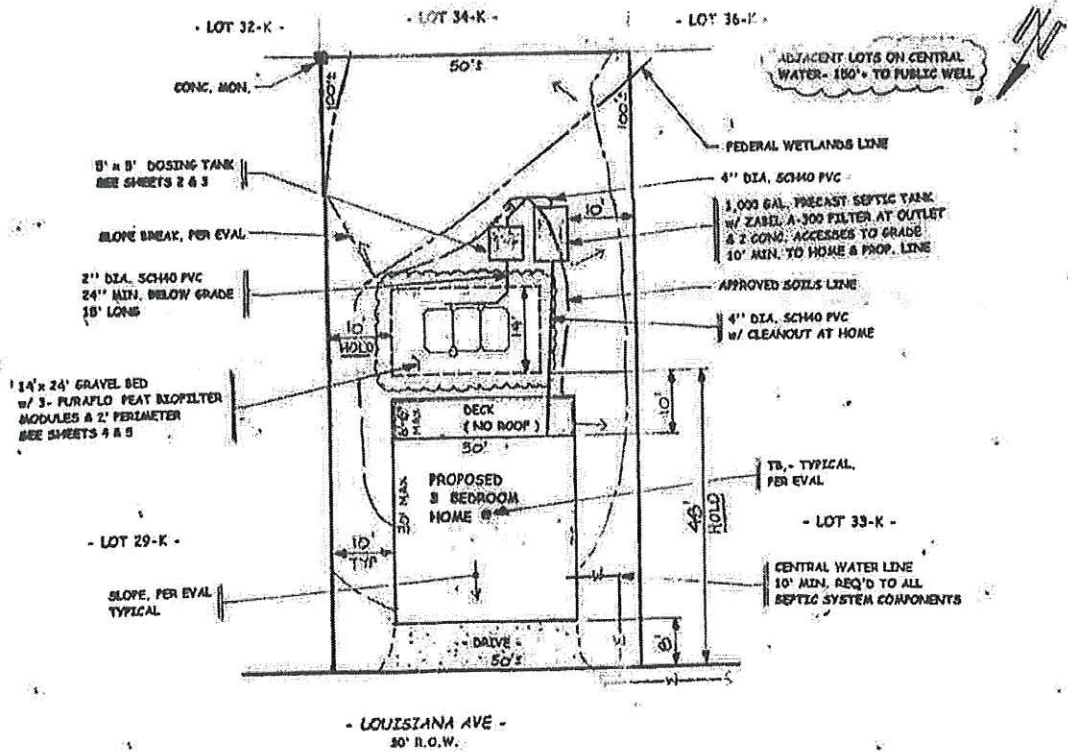 - LOT 32-K -
- LOT 34-K -
- LOT 36-K -
N
50'±
CONC. MON.
100'±
100'±
ADJACENT LOTS ON CENTRAL
WATER- 150'+ TO PUBLIC WELL
FEDERAL WETLANDS LINE
8' x 8' DOSING TANK
SEE SHEETS 2 & 3
4" DIA. SCH40 PVC
1,000 GAL. PRECAST SEPTIC TANK
w/ ZABEL A-300 FILTER AT OUTLET
& 2 CONC. ACCESSES TO GRADE
10' MIN. TO HOME & PROP. LINE
10'
SLOPE BREAK, PER EVAL
2" DIA. SCH40 PVC
24" MIN. BELOW GRADE
18' LONG
APPROVED SOILS LINE
4" DIA. SCH40 PVC
w/ CLEANOUT AT HOME
10'
HOLD
14'
14' x 24' GRAVEL BED
w/ 3- PURAFLO PEAT BIOFILTER
MODULES & 2' PERIMETER
SEE SHEETS 4 & 5
MAX
DECK
( NO ROOF )
30'
10'
PROPOSED
3 BEDROOM
HOME
30' MAX
TB,- TYPICAL,
PER EVAL
48'
HOLD
- LOT 29-K -
- LOT 33-K -
10'
TYP
SLOPE, PER EVAL
TYPICAL
W
CENTRAL WATER LINE
10' MIN. REQ'D TO ALL
SEPTIC SYSTEM COMPONENTS
- DRIVE -
50'±
W
W
- LOUISIANA AVE -
30' R.O.W.